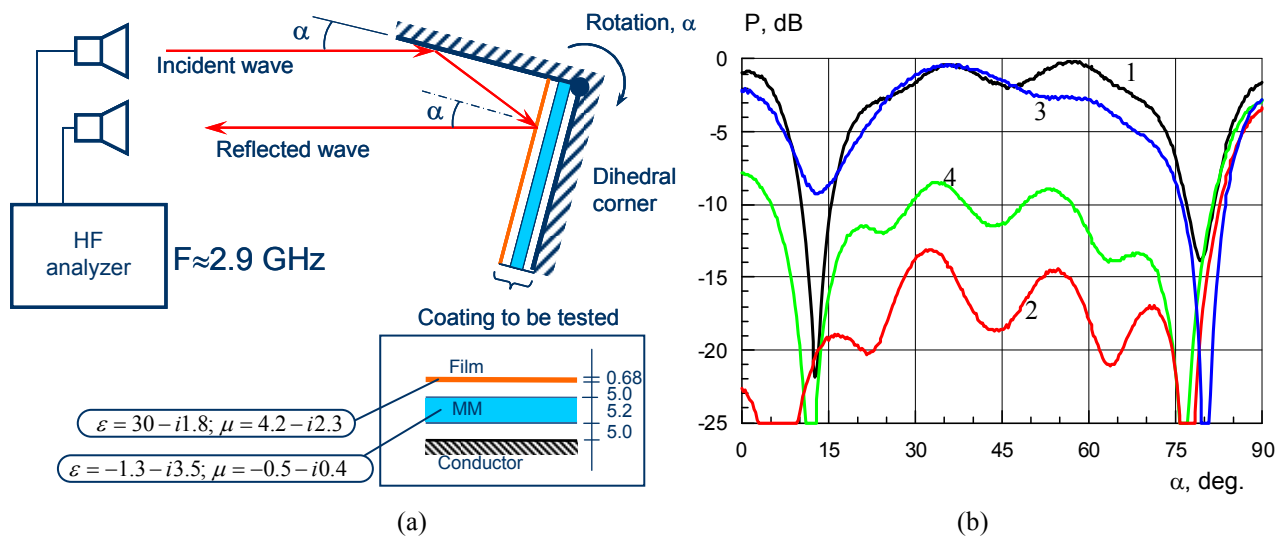 α
Rotation, α
Incident wave
α
Reflected wave
Dihedral
corner
HF
analyzer
F≈2.9 GHz
Coating to be tested
Film
MM
Conductor
0.68
5.0
5.2
5.0
ε = 30 − i1.8; μ = 4.2 − i2.3
ε = −1.3 − i3.5; μ = −0.5 − i0.4
(a)
P, dB
0
-5
-10
-15
-20
-25
1
3
4
2
0
15
30
45
60
75
90
α, deg.
(b)